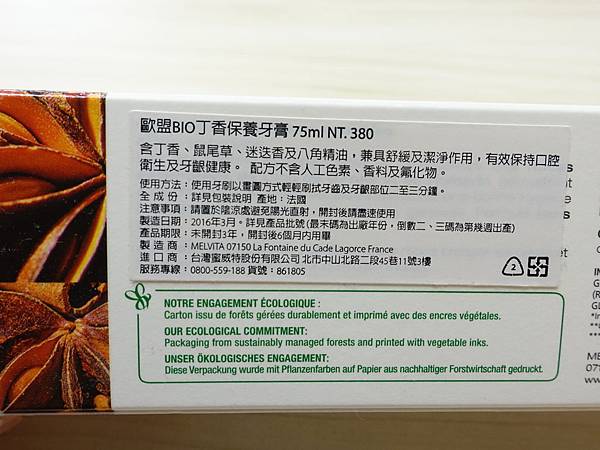 歐盟BIO丁香保養牙膏 75ml NT. 380
含丁香、鼠尾草、迷迭香及八角精油，兼具舒緩及潔淨作用，有效保持口腔
衛生及牙齦健康。 配方不含人工色素、香料及氟化物。
使用方法：使用牙刷以畫圓方式輕輕刷拭牙齒及牙齦部位二至三分鐘。
全 成 份：詳見包裝說明 產地：法國
注意事項：請置於陰涼處避免陽光直射，開封後請盡速使用
製造日期：2016年3月。詳見產品批號 (最末碼為出廠年份，倒數二、三碼為第幾週出產)
產品期限：未開封3年，開封後6個月内用畢
製 造 商：MELVITA 07150 La Fontaine du Cade Lagorce France
進 口 商：台灣蜜威特股份有限公司 北市中山北路二段45巷11號3樓
服務專線：0800-559-188 貨號：861805
2
NOTRE ENGAGEMENT ÉCOLOGIQUE :
Carton issu de forêts gérées durablement et imprimé avec des encres végétales.
OUR ECOLOGICAL COMMITMENT:
Packaging from sustainably managed forests and printed with vegetable inks.
UNSER ÖKOLOGISCHES ENGAGEMENT:
Diese Verpackung wurde mit Pflanzenfarben auf Papier aus nachhaltiger Forstwirtschaft gedruckt.